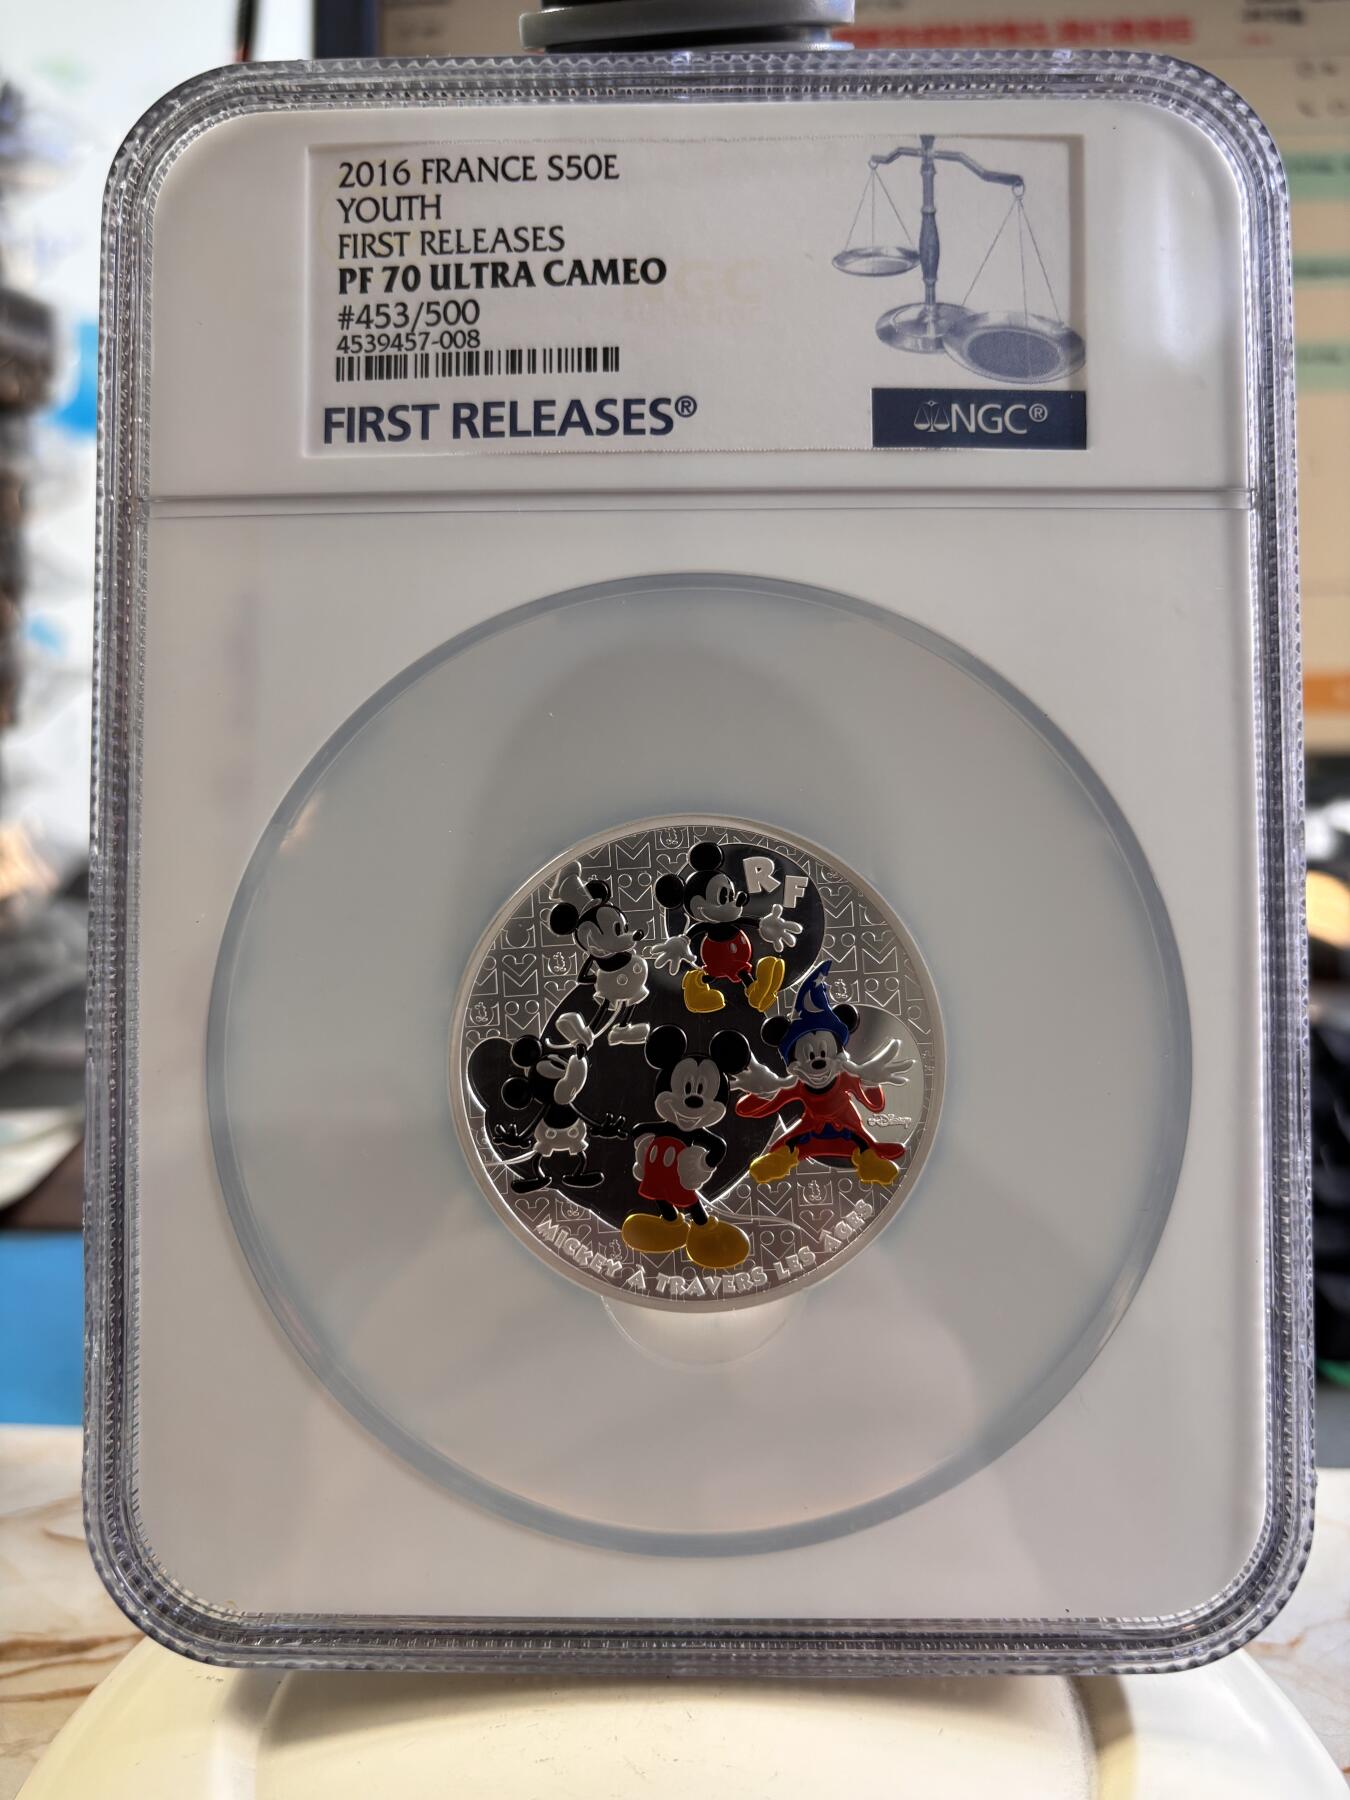 2016 FRANCE S50E
YOUTH
FIRST RELEASES
PF 70 ULTRA CAMEO
#453/500
4539457-008
FIRST RELEASES®
NGC®
R F
©Disney
MICKEY À TRAVERS LES ÂGES